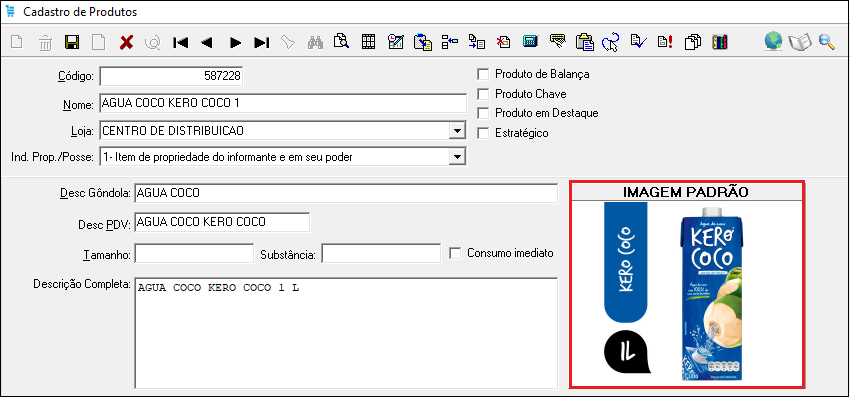 Cadastro de Produtos
Código: 587228
Produto de Balança
Nome: AGUA COCO KERO COCO 1
Produto Chave
Loja: CENTRO DE DISTRIBUICAO
Produto em Destaque
Estratégico
Ind. Prop./Posse: 1- Item de propriedade do informante e em seu poder
Desc Gôndola: AGUA COCO
Desc PDV: AGUA COCO KERO COCO
Tamanho:
Substância:
Consumo imediato
Descrição Completa: AGUA COCO KERO COCO 1 L
IMAGEM PADRÃO
KERO COCO
1L
KERO
COCO